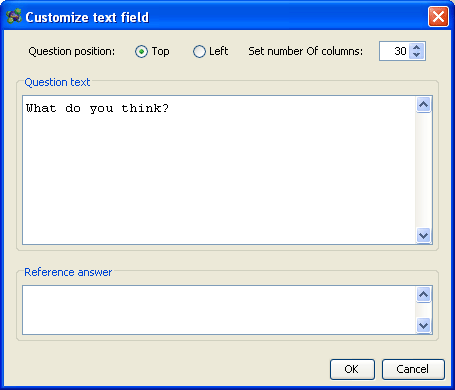 Customize text field
Question position: Top Left Set number Of columns: 30
Question text
What do you think?
Reference answer
OK Cancel